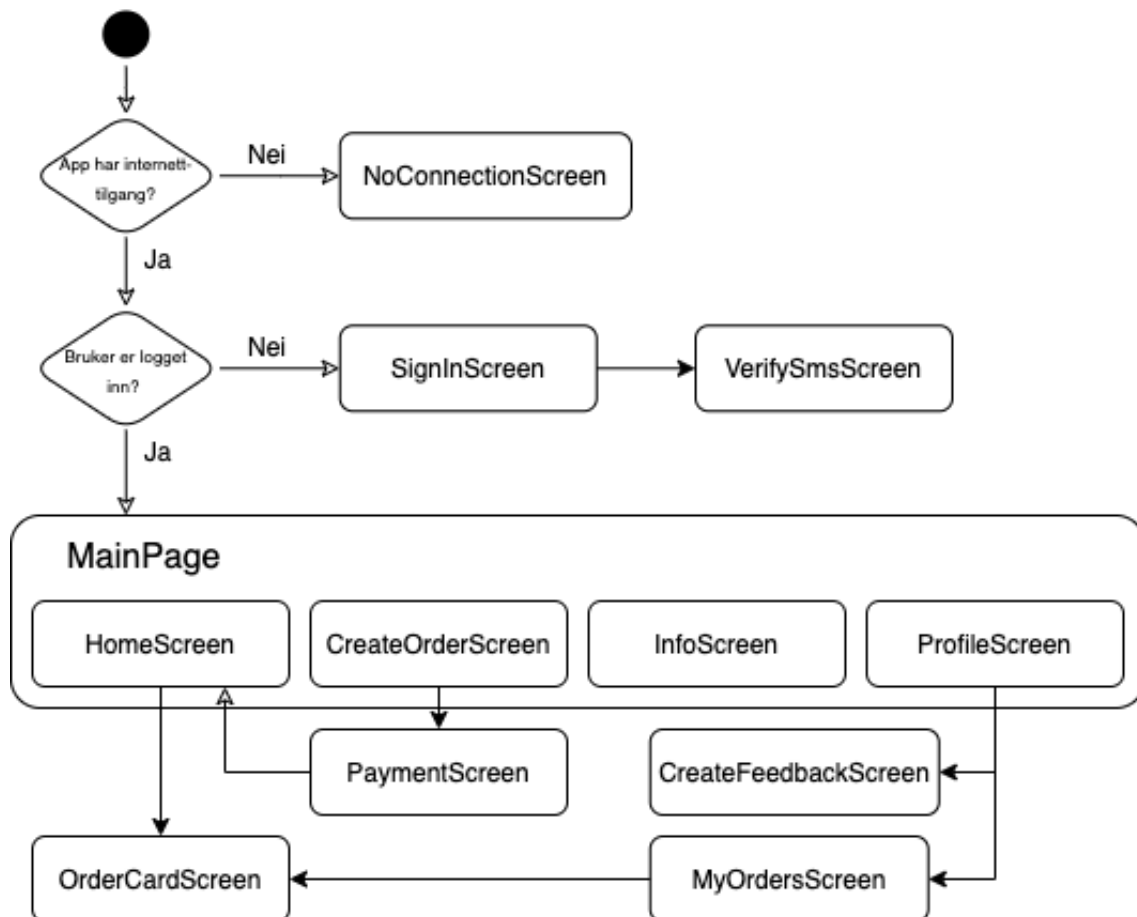 App har internett-
tilgang?
Nei
NoConnectionScreen
Ja
Bruker er logget
inn?
Nei
SignInScreen
VerifySmsScreen
Ja
MainPage
HomeScreen
CreateOrderScreen
InfoScreen
ProfileScreen
PaymentScreen
CreateFeedbackScreen
OrderCardScreen
MyOrdersScreen